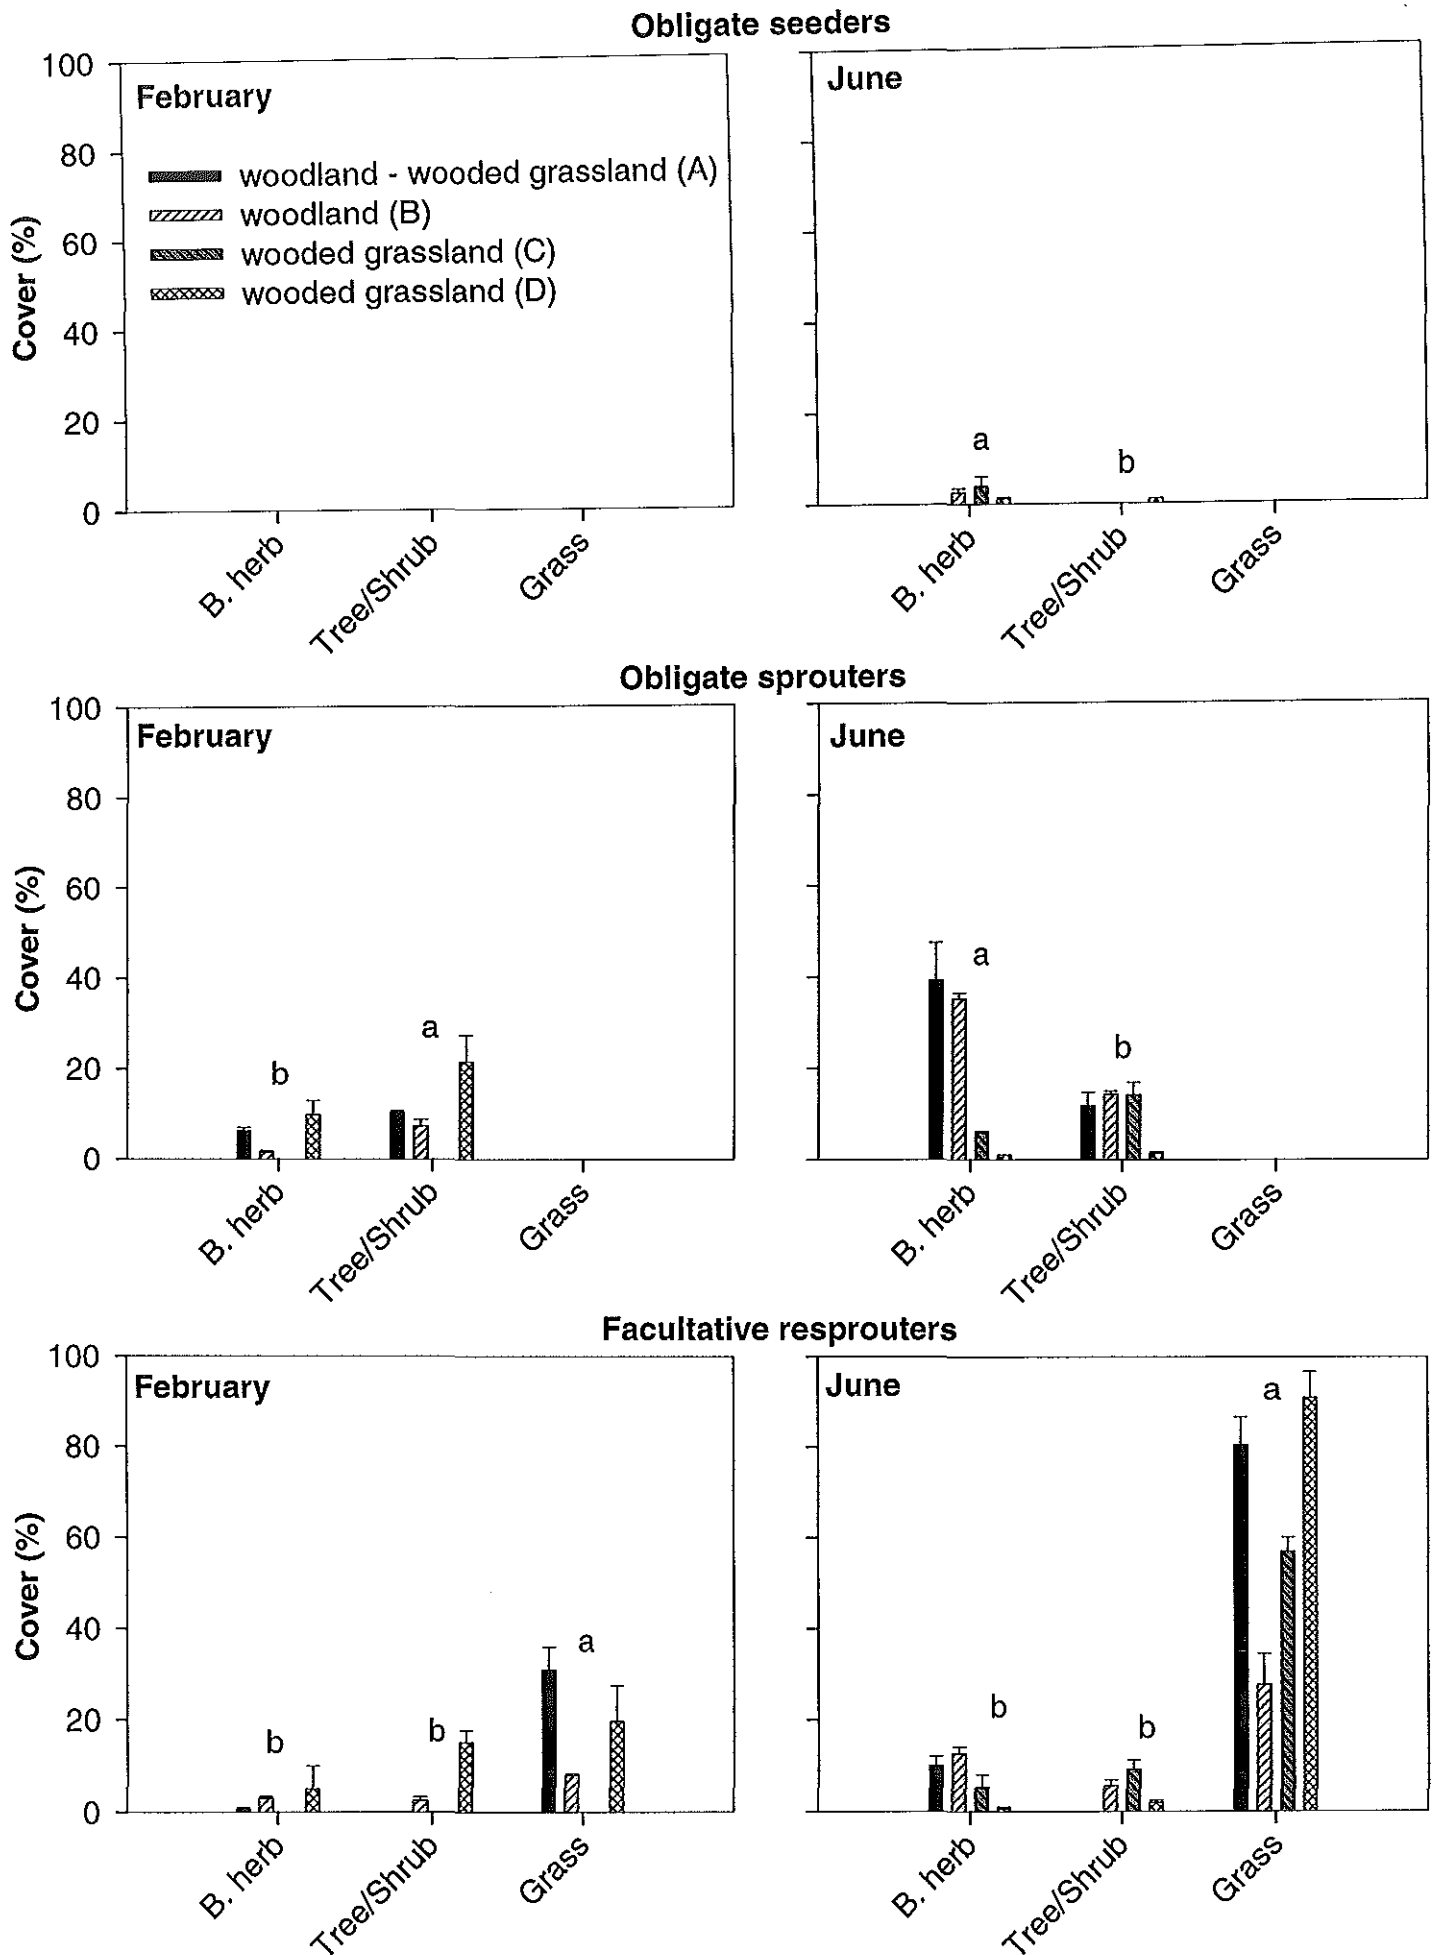 Obligate seeders
100
80
60
40
20
0
Cover (%)
February
woodland - wooded grassland (A)
woodland (B)
wooded grassland (C)
wooded grassland (D)
B. herb
Tree/Shrub
Grass
June
a
b
B. herb
Tree/Shrub
Grass
Obligate sprouters
100
80
60
40
20
0
Cover (%)
February
b
a
B. herb
Tree/Shrub
Grass
June
a
b
B. herb
Tree/Shrub
Grass
Facultative resprouters
100
80
60
40
20
0
Cover (%)
February
b
b
a
B. herb
Tree/Shrub
Grass
June
b
b
a
B. herb
Tree/Shrub
Grass